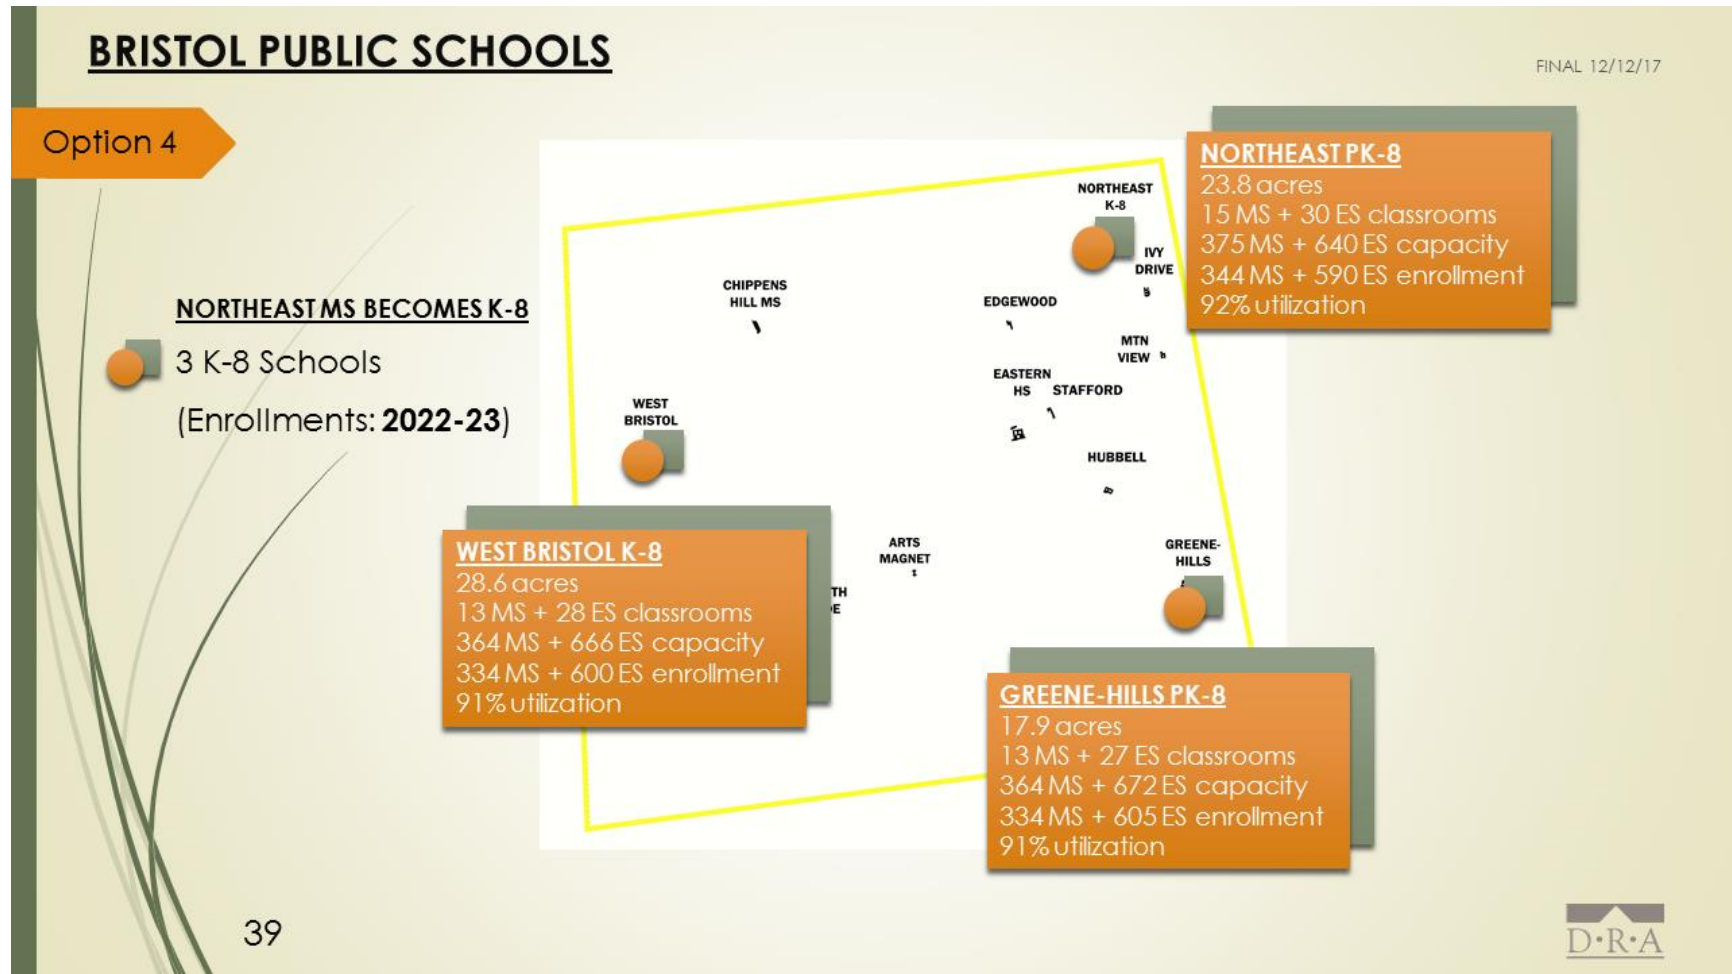 BRISTOL PUBLIC SCHOOLS
FINAL 12/12/17
Option 4
NORTHEAST MS BECOMES K-8
3 K-8 Schools
(Enrollments: 2022-23)
NORTHEAST
K-8
IVY
DRIVE
CHIPPENS
HILL MS
EDGEWOOD
MTN
VIEW
EASTERN
HS
STAFFORD
WEST
BRISTOL
HUBBELL
ARTS
MAGNET
GREENE-
HILLS
TH
NORTHEAST PK-8
23.8 acres
15 MS + 30 ES classrooms
375 MS + 640 ES capacity
344 MS + 590 ES enrollment
92% utilization
WEST BRISTOL K-8
28.6 acres
13 MS + 28 ES classrooms
364 MS + 666 ES capacity
334 MS + 600 ES enrollment
91% utilization
GREENE-HILLS PK-8
17.9 acres
13 MS + 27 ES classrooms
364 MS + 672 ES capacity
334 MS + 605 ES enrollment
91% utilization
39
D•R•A